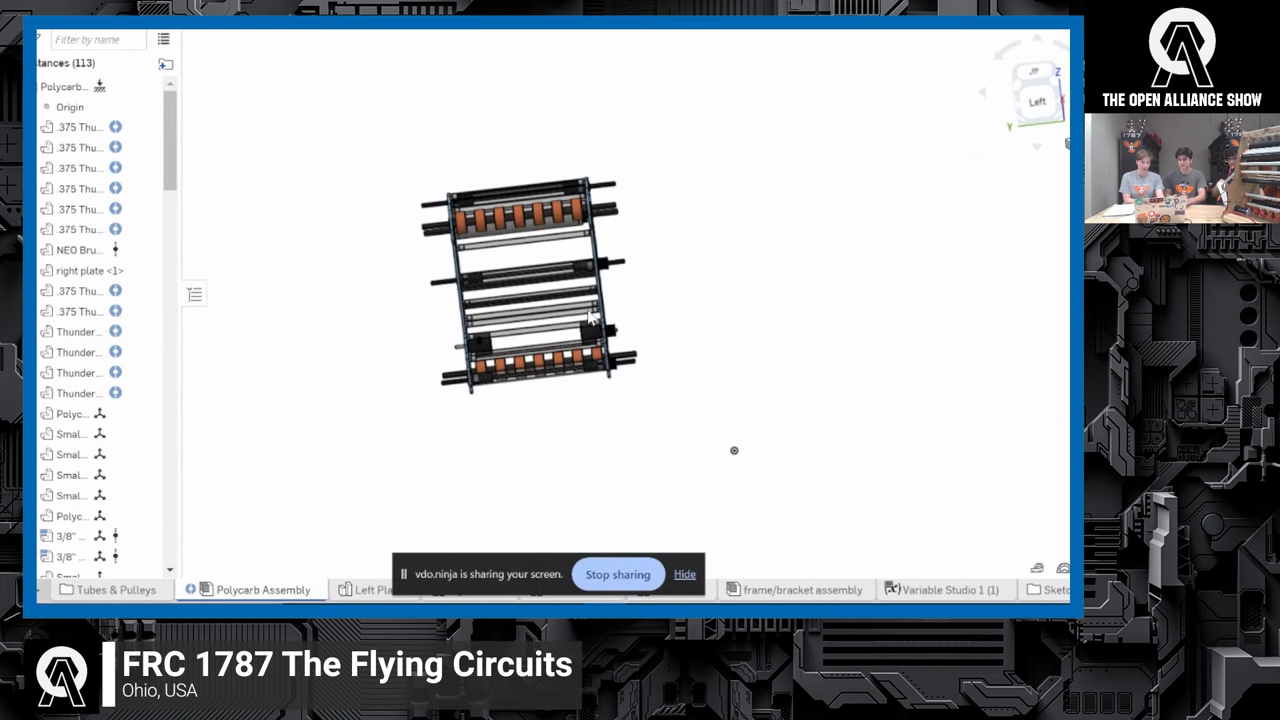 Filter by name
tances (113)
Polycarb...
Origin
.375 Thu...
.375 Thu...
.375 Thu...
.375 Thu...
.375 Thu...
.375 Thu...
NEO Bru...
right plate <1>
.375 Thu...
.375 Thu...
Thunder...
Thunder...
Thunder...
Thunder...
Polyc...
Smal...
Smal...
Smal...
Smal...
Polyc...
3/8" ...
3/8" ...
Smal...
Left
Z
Y
vdo.ninja is sharing your screen.
Stop sharing
Hide
Tubes & Pulleys
Polycarb Assembly
Left Pla
frame/bracket assembly
Variable Studio 1 (1)
Sketc
THE OPEN ALLIANCE SHOW
1787
FRC 1787 The Flying Circuits
Ohio, USA